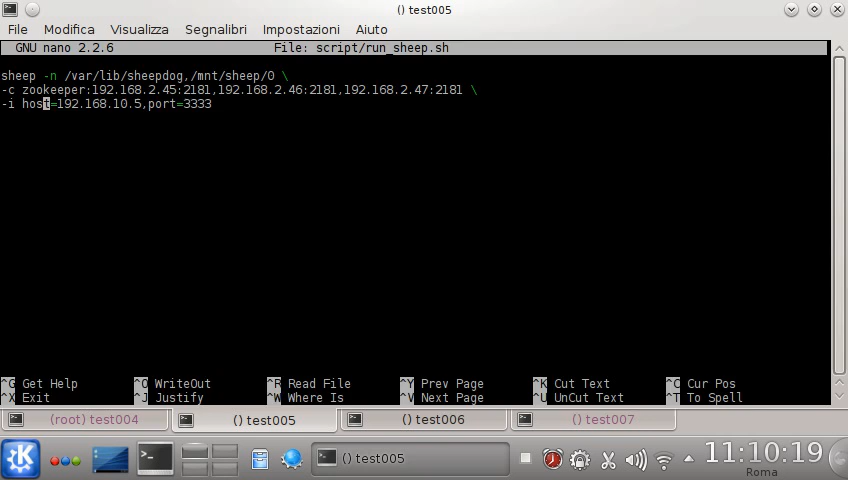 () test005
File Modifica Visualizza Segnalibri Impostazioni Aiuto
GNU nano 2.2.6 File: script/run_sheep.sh
sheep -n /var/lib/sheepdog,/mnt/sheep/0 \
-c zookeeper:192.168.2.45:2181,192.168.2.46:2181,192.168.2.47:2181 \
-i host=192.168.10.5,port=3333
^G Get Help ^O WriteOut ^R Read File ^Y Prev Page ^K Cut Text ^C Cur Pos
^X Exit ^J Justify ^W Where Is ^V Next Page ^U UnCut Text ^T To Spell
(root) test004 () test005 () test006 () test007
() test005 11:10:19
Roma